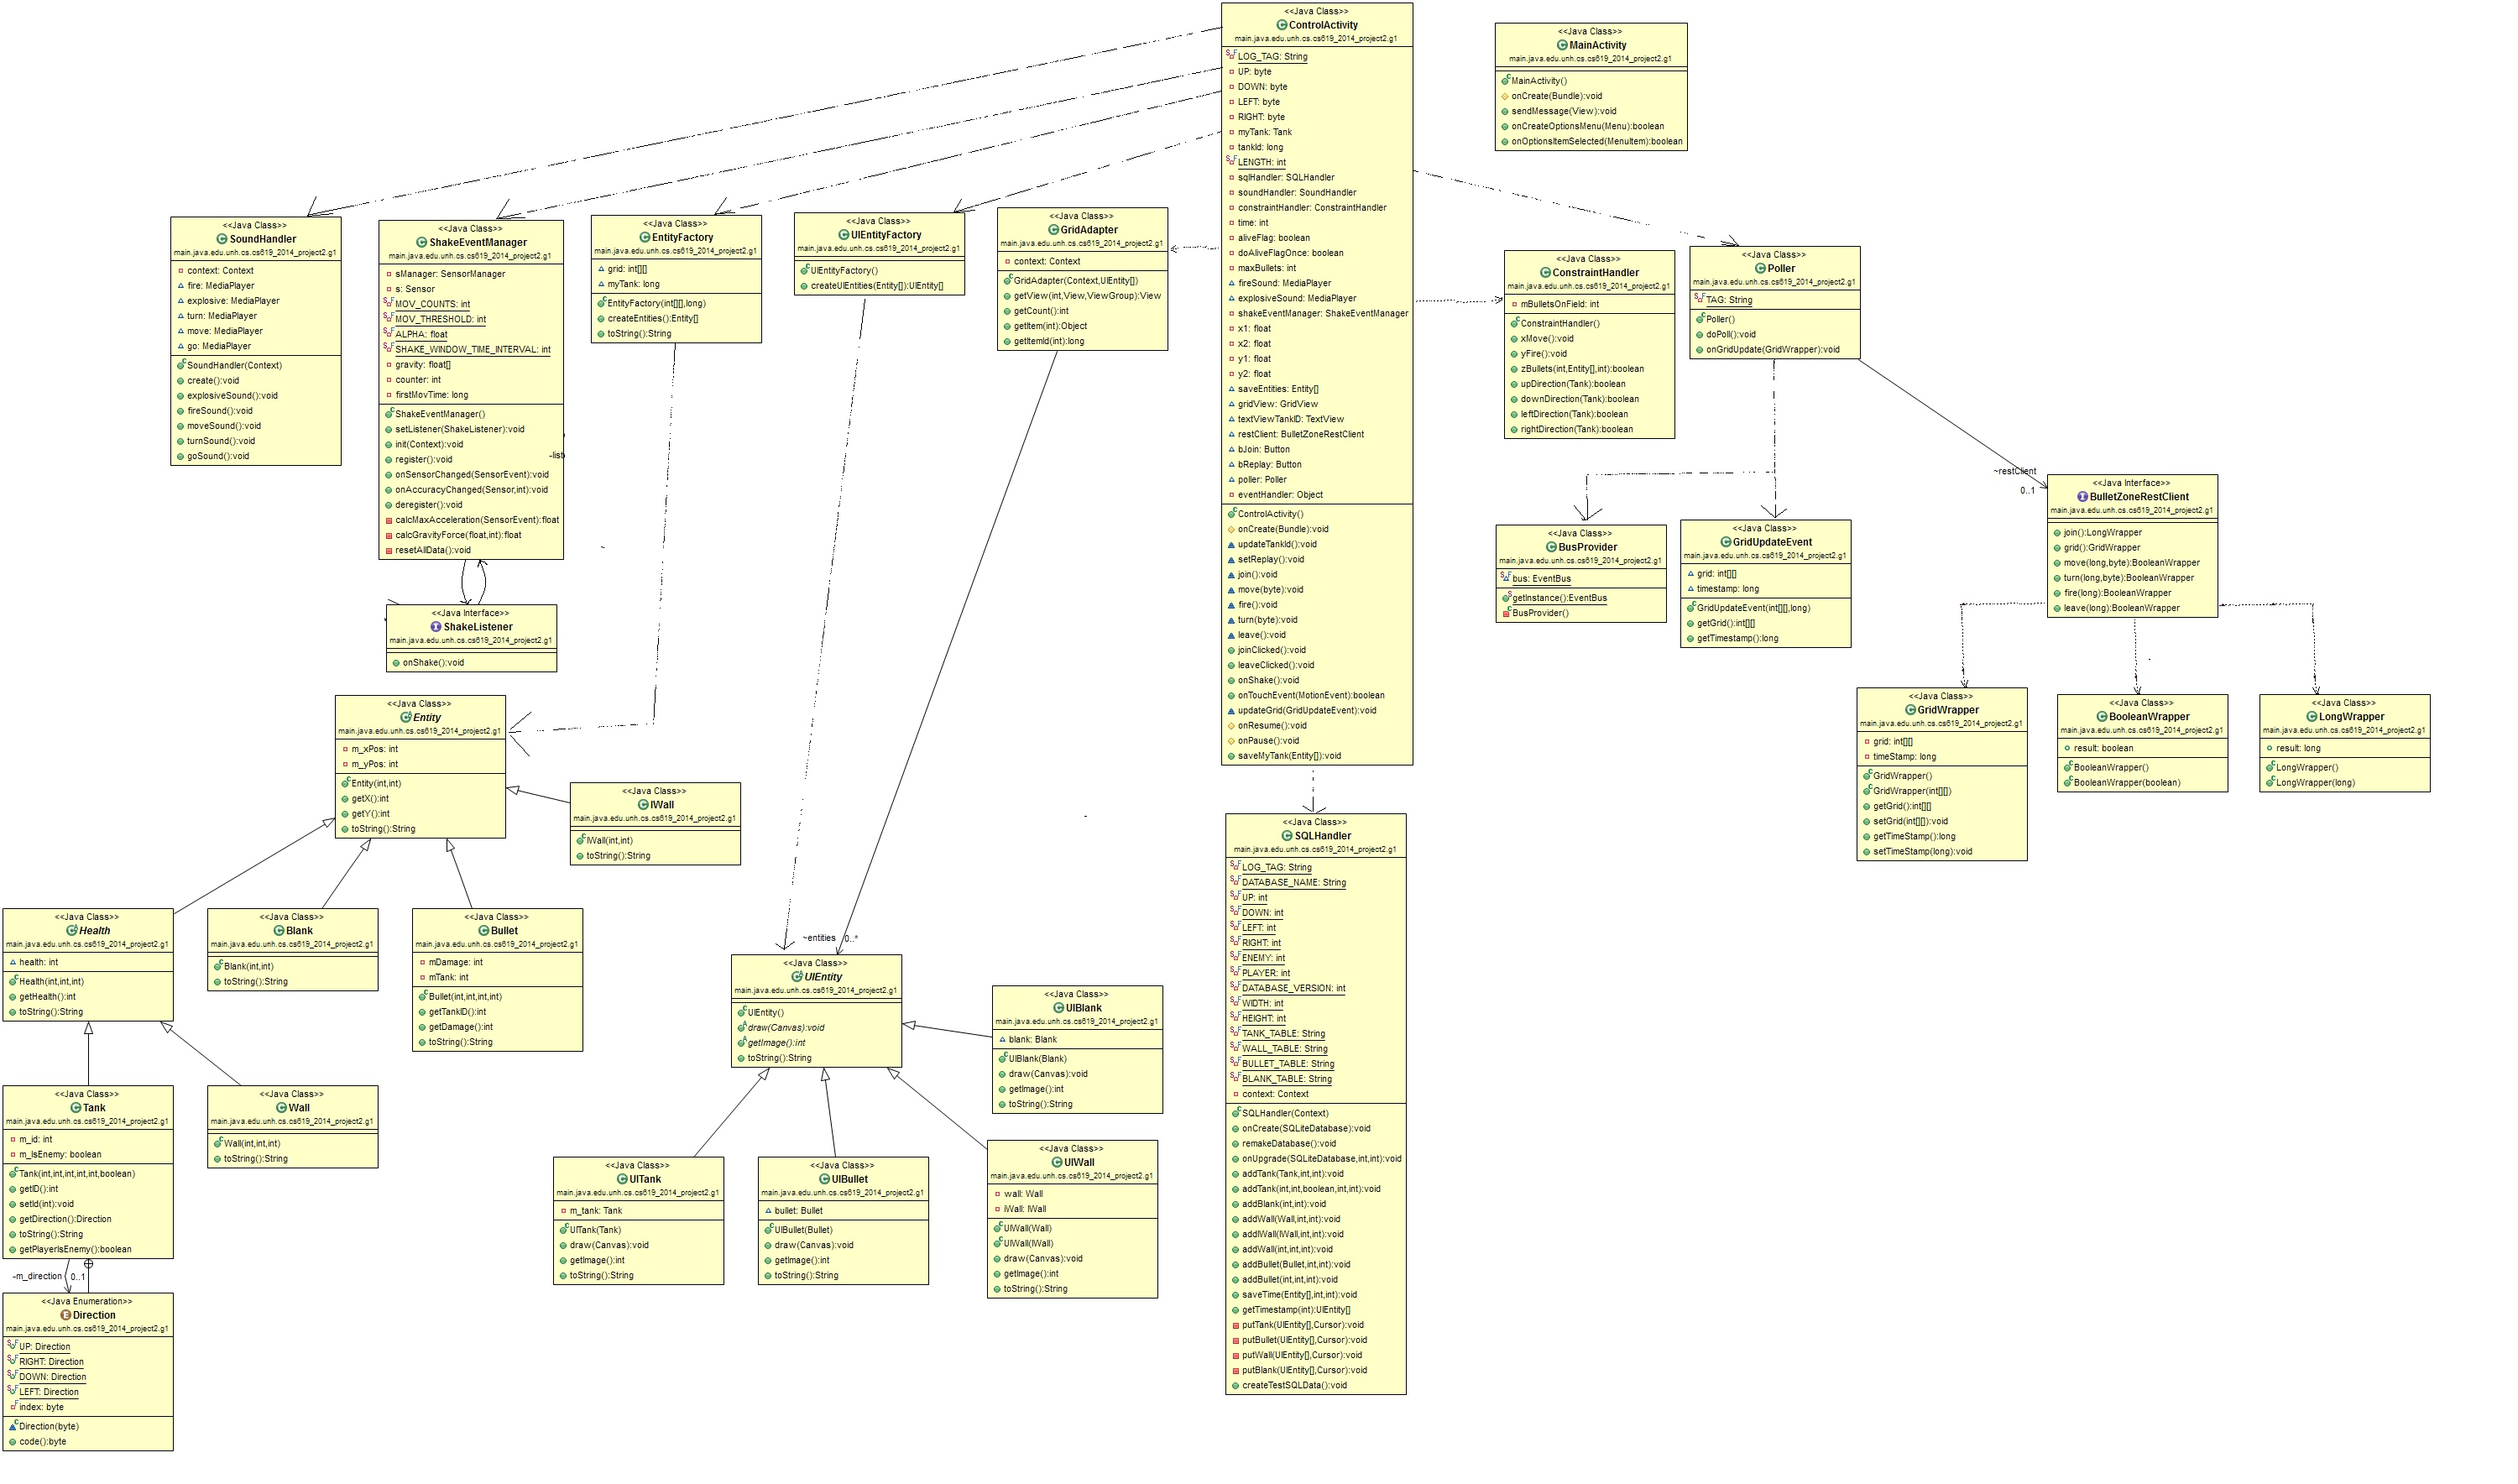 <<Java Class>>
ControlActivity
main.java.edu.unh.cs.cs619_2014_project2.g1
LOG_TAG: String
UP: byte
DOWN: byte
LEFT: byte
RIGHT: byte
myTank: Tank
tankId: long
LENGTH: int
sqlHandler: SQLHandler
soundHandler: SoundHandler
constraintHandler: ConstraintHandler
time: int
aliveFlag: boolean
doAliveFlagOnce: boolean
maxBullets: int
fireSound: MediaPlayer
explosiveSound: MediaPlayer
shakeEventManager: ShakeEventManager
x1: float
x2: float
y1: float
y2: float
saveEntities: Entity[]
gridView: GridView
textViewTankID: TextView
restClient: BulletZoneRestClient
bJoin: Button
bReplay: Button
poller: Poller
eventHandler: Object
ControlActivity()
onCreate(Bundle):void
updateTankId():void
setReplay():void
join():void
move(byte):void
fire():void
turn(byte):void
leave():void
joinClicked():void
leaveClicked():void
onShake():void
onTouchEvent(MotionEvent):boolean
updateGrid(GridUpdateEvent):void
onResume():void
onPause():void
saveMyTank(Entity[]):void
<<Java Class>>
MainActivity
main.java.edu.unh.cs.cs619_2014_project2.g1
MainActivity()
onCreate(Bundle):void
sendMessage(View):void
onCreateOptionsMenu(Menu):boolean
onOptionsItemSelected(MenuItem):boolean
<<Java Class>>
SoundHandler
main.java.edu.unh.cs.cs619_2014_project2.g1
context: Context
fire: MediaPlayer
explosive: MediaPlayer
turn: MediaPlayer
move: MediaPlayer
go: MediaPlayer
SoundHandler(Context)
create():void
explosiveSound():void
fireSound():void
moveSound():void
turnSound():void
goSound():void
<<Java Class>>
ShakeEventManager
main.java.edu.unh.cs.cs619_2014_project2.g1
sManager: SensorManager
s: Sensor
MOV_COUNTS: int
MOV_THRESHOLD: int
ALPHA: float
SHAKE_WINDOW_TIME_INTERVAL: int
gravity: float[]
counter: int
firstMovTime: long
ShakeEventManager()
setListener(ShakeListener):void
init(Context):void
register():void
onSensorChanged(SensorEvent):void
onAccuracyChanged(Sensor,int):void
deregister():void
calcMaxAcceleration(SensorEvent):float
calcGravityForce(float,int):float
resetAllData():void
<<Java Class>>
EntityFactory
main.java.edu.unh.cs.cs619_2014_project2.g1
grid: int[][]
myTank: long
EntityFactory(int[][],long)
createEntities():Entity[]
toString():String
<<Java Class>>
UIEntityFactory
main.java.edu.unh.cs.cs619_2014_project2.g1
UIEntityFactory()
createUIEntities(Entity[]):UIEntity[]
<<Java Class>>
GridAdapter
main.java.edu.unh.cs.cs619_2014_project2.g1
context: Context
GridAdapter(Context,UIEntity[])
getView(int,View,ViewGroup):View
getCount():int
getItem(int):Object
getItemId(int):long
<<Java Class>>
ConstraintHandler
main.java.edu.unh.cs.cs619_2014_project2.g1
mBulletsOnField: int
ConstraintHandler()
xMove():void
yFire():void
zBullets(int,Entity[],int):boolean
upDirection(Tank):boolean
downDirection(Tank):boolean
leftDirection(Tank):boolean
rightDirection(Tank):boolean
<<Java Class>>
Poller
main.java.edu.unh.cs.cs619_2014_project2.g1
TAG: String
Poller()
doPoll():void
onGridUpdate(GridWrapper):void
~restClient
0..1
<<Java Interface>>
BulletZoneRestClient
main.java.edu.unh.cs.cs619_2014_project2.g1
join():LongWrapper
grid():GridWrapper
move(long,byte):BooleanWrapper
turn(long,byte):BooleanWrapper
fire(long):BooleanWrapper
leave(long):BooleanWrapper
<<Java Class>>
BusProvider
main.java.edu.unh.cs.cs619_2014_project2.g1
bus: EventBus
getInstance():EventBus
BusProvider()
<<Java Class>>
GridUpdateEvent
main.java.edu.unh.cs.cs619_2014_project2.g1
grid: int[][]
timestamp: long
GridUpdateEvent(int[][],long)
getGrid():int[][]
getTimestamp():long
<<Java Interface>>
ShakeListener
main.java.edu.unh.cs.cs619_2014_project2.g1
onShake():void
<<Java Class>>
GridWrapper
main.java.edu.unh.cs.cs619_2014_project2.g1
grid: int[][]
timeStamp: long
GridWrapper()
GridWrapper(int[][])
getGrid():int[][]
setGrid(int[][]):void
getTimeStamp():long
setTimeStamp(long):void
<<Java Class>>
BooleanWrapper
main.java.edu.unh.cs.cs619_2014_project2.g1
result: boolean
BooleanWrapper()
BooleanWrapper(boolean)
<<Java Class>>
LongWrapper
main.java.edu.unh.cs.cs619_2014_project2.g1
result: long
LongWrapper()
LongWrapper(long)
<<Java Class>>
Entity
main.java.edu.unh.cs.cs619_2014_project2.g1
m_xPos: int
m_yPos: int
Entity(int,int)
getX():int
getY():int
toString():String
<<Java Class>>
IWall
main.java.edu.unh.cs.cs619_2014_project2.g1
IWall(int,int)
toString():String
<<Java Class>>
SQLHandler
main.java.edu.unh.cs.cs619_2014_project2.g1
LOG_TAG: String
DATABASE_NAME: String
UP: int
DOWN: int
LEFT: int
RIGHT: int
ENEMY: int
PLAYER: int
DATABASE_VERSION: int
WIDTH: int
HEIGHT: int
TANK_TABLE: String
WALL_TABLE: String
BULLET_TABLE: String
BLANK_TABLE: String
context: Context
SQLHandler(Context)
onCreate(SQLiteDatabase):void
remakeDatabase():void
onUpgrade(SQLiteDatabase,int,int):void
addTank(Tank,int,int):void
addTank(int,int,boolean,int,int):void
addBlank(int,int):void
addWall(Wall,int,int):void
addIWall(IWall,int,int):void
addWall(int,int,int):void
addBullet(Bullet,int,int):void
addBullet(int,int,int):void
saveTime(Entity[],int,int):void
getTimestamp(int):UIEntity[]
putTank(UIEntity[],Cursor):void
putBullet(UIEntity[],Cursor):void
putWall(UIEntity[],Cursor):void
putBlank(UIEntity[],Cursor):void
createTestSQLData():void
<<Java Class>>
Health
main.java.edu.unh.cs.cs619_2014_project2.g1
health: int
Health(int,int,int)
getHealth():int
toString():String
<<Java Class>>
Blank
main.java.edu.unh.cs.cs619_2014_project2.g1
Blank(int,int)
toString():String
<<Java Class>>
Bullet
main.java.edu.unh.cs.cs619_2014_project2.g1
mDamage: int
mTank: int
Bullet(int,int,int,int)
getTankID():int
getDamage():int
toString():String
~entities
0..*
<<Java Class>>
UIEntity
main.java.edu.unh.cs.cs619_2014_project2.g1
UIEntity()
draw(Canvas):void
getImage():int
toString():String
<<Java Class>>
UIBlank
main.java.edu.unh.cs.cs619_2014_project2.g1
blank: Blank
UIBlank(Blank)
draw(Canvas):void
getImage():int
toString():String
<<Java Class>>
Tank
main.java.edu.unh.cs.cs619_2014_project2.g1
m_id: int
m_IsEnemy: boolean
Tank(int,int,int,int,int,boolean)
getID():int
setId(int):void
getDirection():Direction
toString():String
getPlayerIsEnemy():boolean
<<Java Class>>
Wall
main.java.edu.unh.cs.cs619_2014_project2.g1
Wall(int,int,int)
toString():String
<<Java Class>>
UITank
main.java.edu.unh.cs.cs619_2014_project2.g1
m_tank: Tank
UITank(Tank)
draw(Canvas):void
getImage():int
toString():String
<<Java Class>>
UIBullet
main.java.edu.unh.cs.cs619_2014_project2.g1
bullet: Bullet
UIBullet(Bullet)
draw(Canvas):void
getImage():int
toString():String
<<Java Class>>
UIWall
main.java.edu.unh.cs.cs619_2014_project2.g1
wall: Wall
iWall: IWall
UIWall(Wall)
UIWall(IWall)
draw(Canvas):void
getImage():int
toString():String
-m_direction
0..1
<<Java Enumeration>>
Direction
main.java.edu.unh.cs.cs619_2014_project2.g1
UP: Direction
RIGHT: Direction
DOWN: Direction
LEFT: Direction
index: byte
Direction(byte)
code():byte